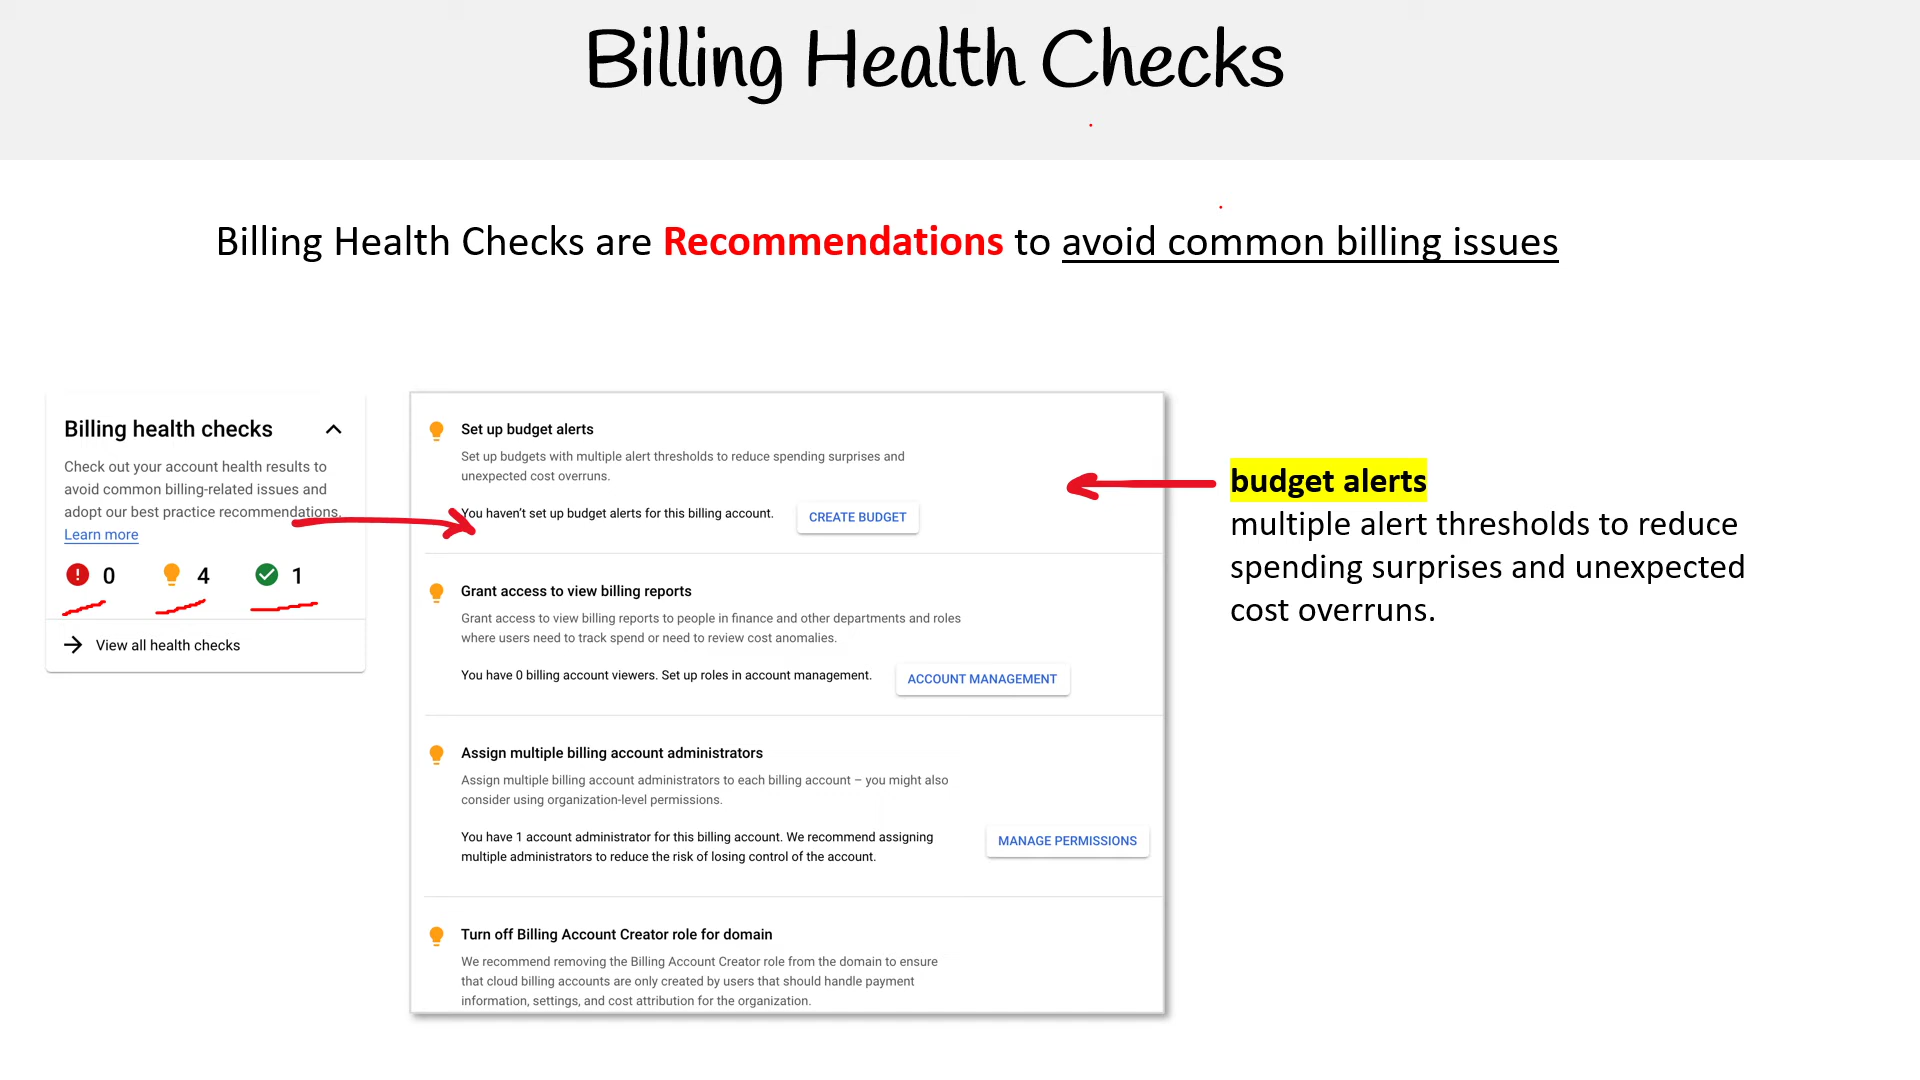 Billing Health Checks
Billing Health Checks are Recommendations to avoid common billing issues
Billing health checks
Check out your account health results to
avoid common billing-related issues and
adopt our best practice recommendations.
Learn more
0 4 1
View all health checks
Set up budget alerts
Set up budgets with multiple alert thresholds to reduce spending surprises and
unexpected cost overruns.
You haven't set up budget alerts for this billing account. CREATE BUDGET
Grant access to view billing reports
Grant access to view billing reports to people in finance and other departments and roles
where users need to track spend or need to review cost anomalies.
You have 0 billing account viewers. Set up roles in account management. ACCOUNT MANAGEMENT
Assign multiple billing account administrators
Assign multiple billing account administrators to each billing account – you might also
consider using organization-level permissions.
You have 1 account administrator for this billing account. We recommend assigning
multiple administrators to reduce the risk of losing control of the account.
MANAGE PERMISSIONS
Turn off Billing Account Creator role for domain
We recommend removing the Billing Account Creator role from the domain to ensure
that cloud billing accounts are only created by users that should handle payment
information, settings, and cost attribution for the organization.
budget alerts
multiple alert thresholds to reduce
spending surprises and unexpected
cost overruns.